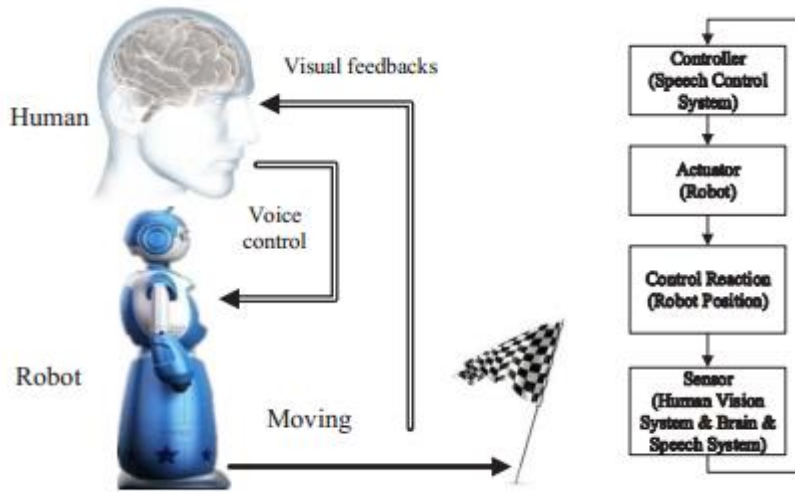 Visual feedbacks
Human
Voice
control
Robot
Moving
Controller
(Speech Control
System)
Actuator
(Robot)
Control Reaction
(Robot Position)
Sensor
(Human Vision
System & Brain &
Speech System)